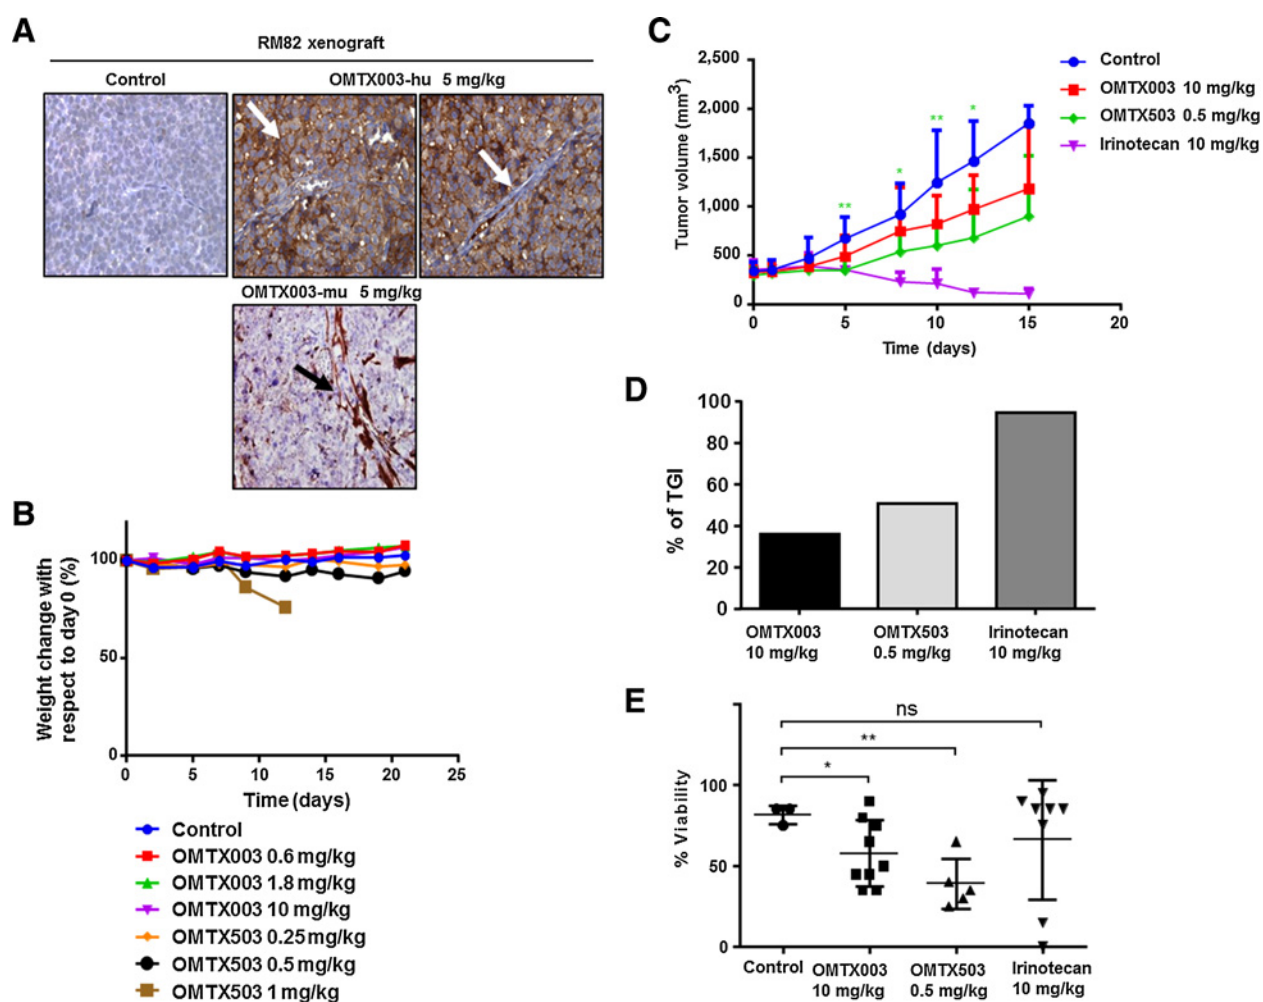 A
RM82 xenograft
Control
OMTX003-hu 5 mg/kg
OMTX003-mu 5 mg/kg
B
Weight change with
respect to day 0 (%)
100
50
0
0
5
10
15
20
25
Time (days)
Control
OMTX003 0.6 mg/kg
OMTX003 1.8 mg/kg
OMTX003 10 mg/kg
OMTX503 0.25 mg/kg
OMTX503 0.5 mg/kg
OMTX503 1 mg/kg
C
Tumor volume (mm3)
2,500
2,000
1,500
1,000
500
0
**
*
**
*
0
5
10
15
20
Time (days)
Control
OMTX003 10 mg/kg
OMTX503 0.5 mg/kg
Irinotecan 10 mg/kg
D
% of TGI
100
80
60
40
20
0
OMTX003
10 mg/kg
OMTX503
0.5 mg/kg
Irinotecan
10 mg/kg
E
% Viability
100
50
0
ns
**
*
Control
OMTX003
10 mg/kg
OMTX503
0.5 mg/kg
Irinotecan
10 mg/kg